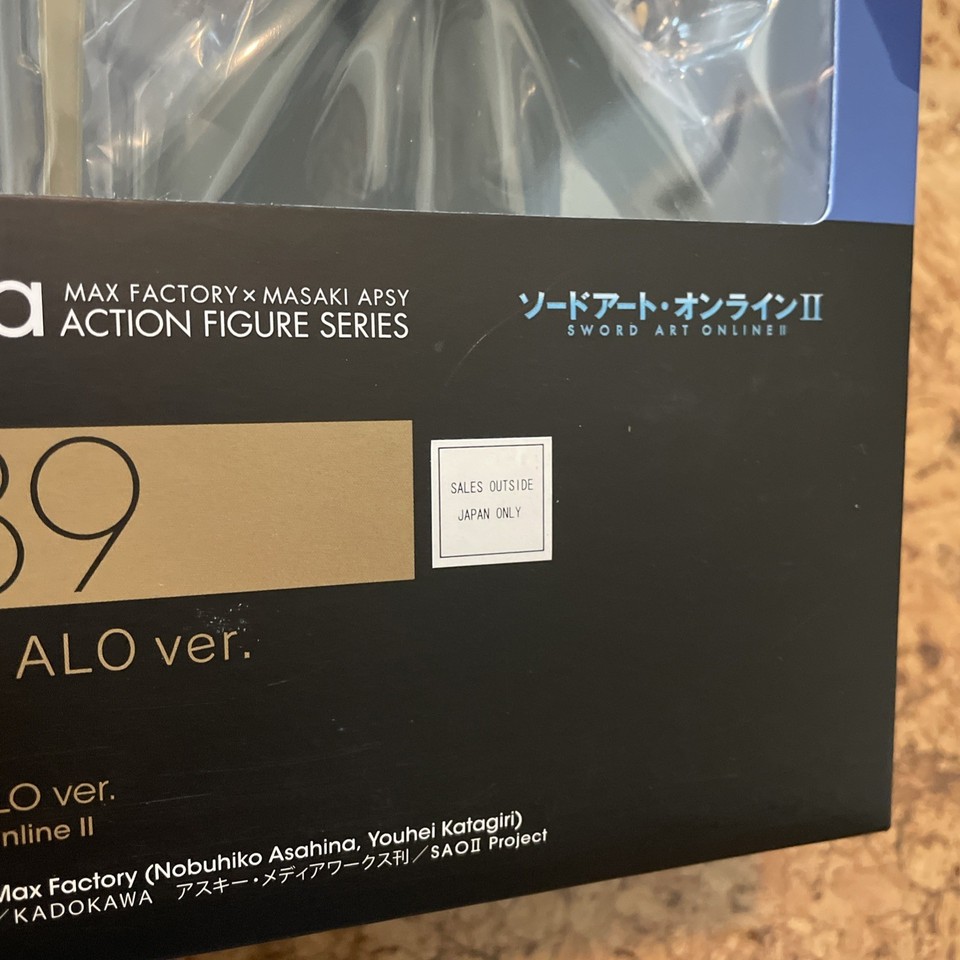 a
MAX FACTORY × MASAKI APSY
ACTION FIGURE SERIES
ソードアート・オンラインII
SWORD ART ONLINE II
39
SALES OUTSIDE
JAPAN ONLY
ALO ver.
LO ver.
nline II
Max Factory (Nobuhiko Asahina, Youhei Katagiri)
／KADOKAWA アスキー・メディアワークス刊／SAOII Project